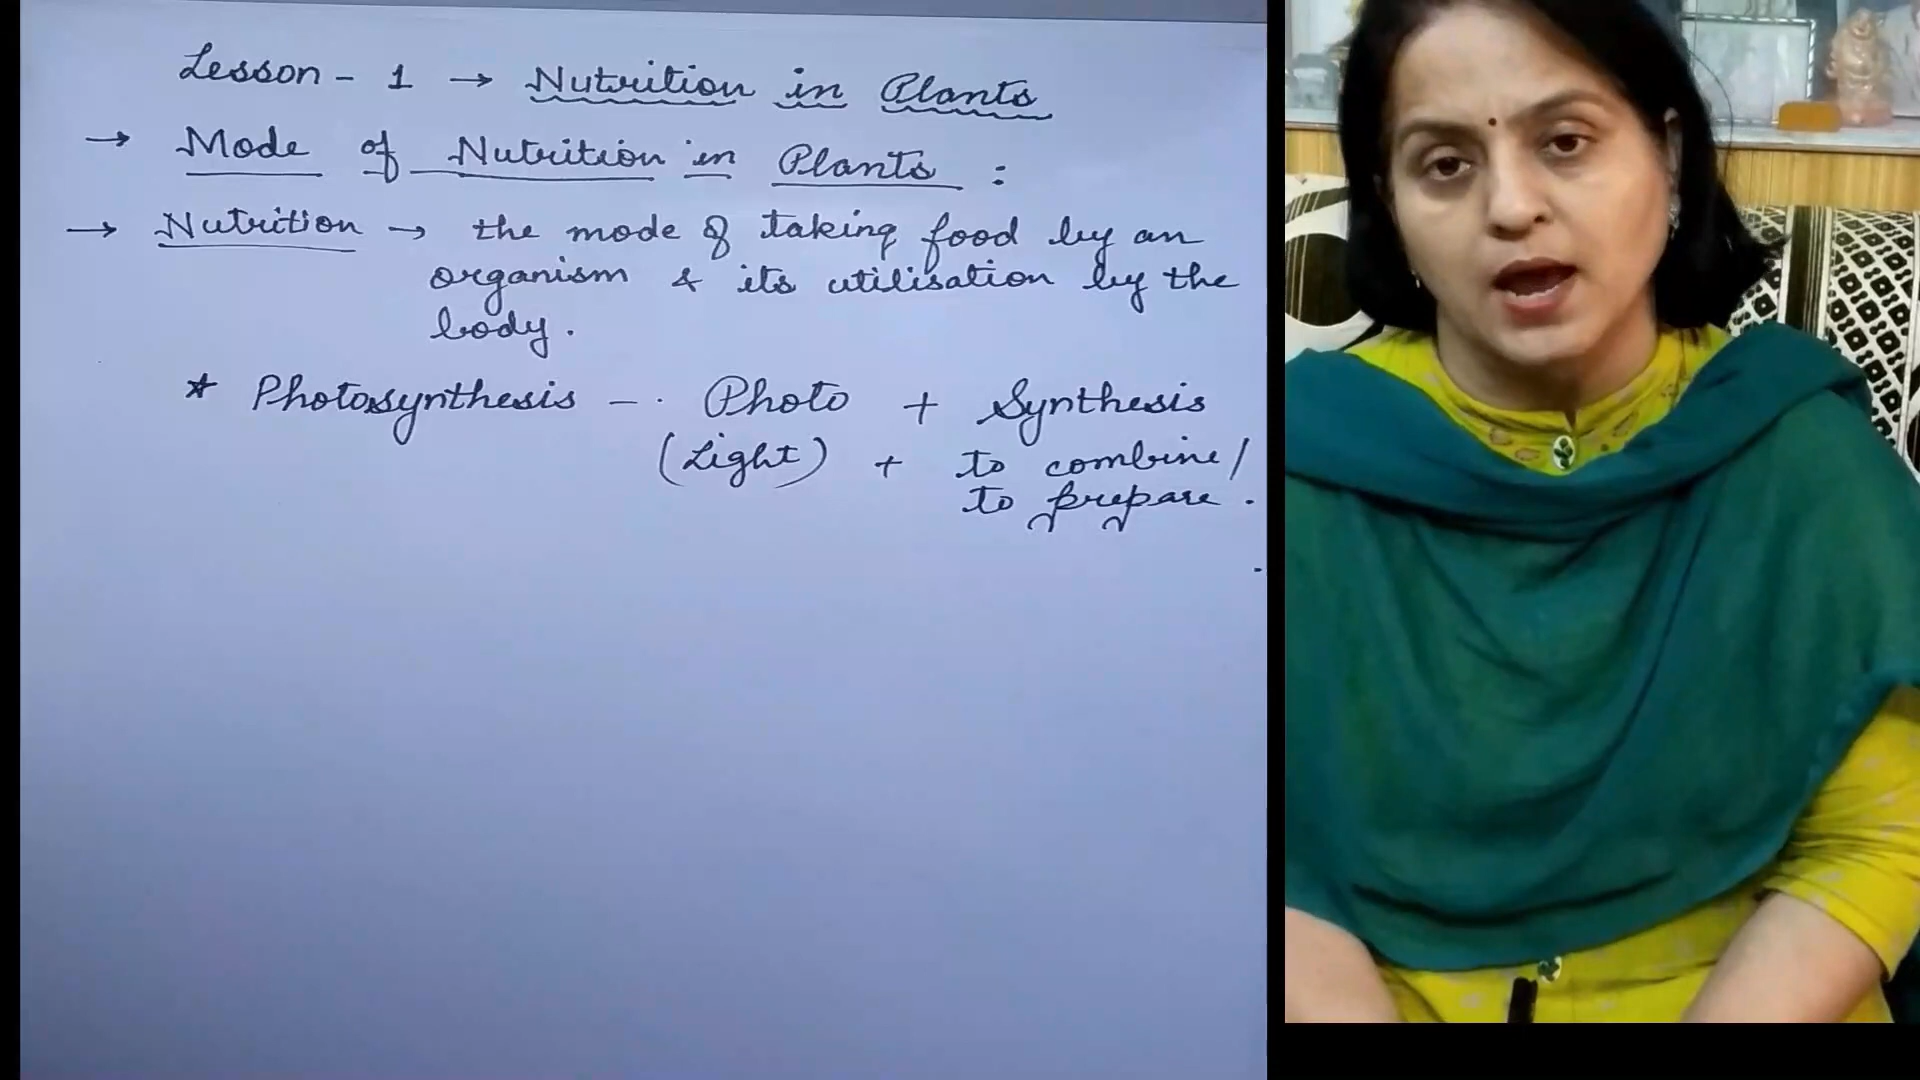 Lesson - 1 → Nutrition in Plants
→ Mode of Nutrition in Plants :
→ Nutrition → the mode of taking food by an
organism & its utilisation by the
body.
* Photosynthesis - Photo + Synthesis
(Light) + to combine/
to prepare.